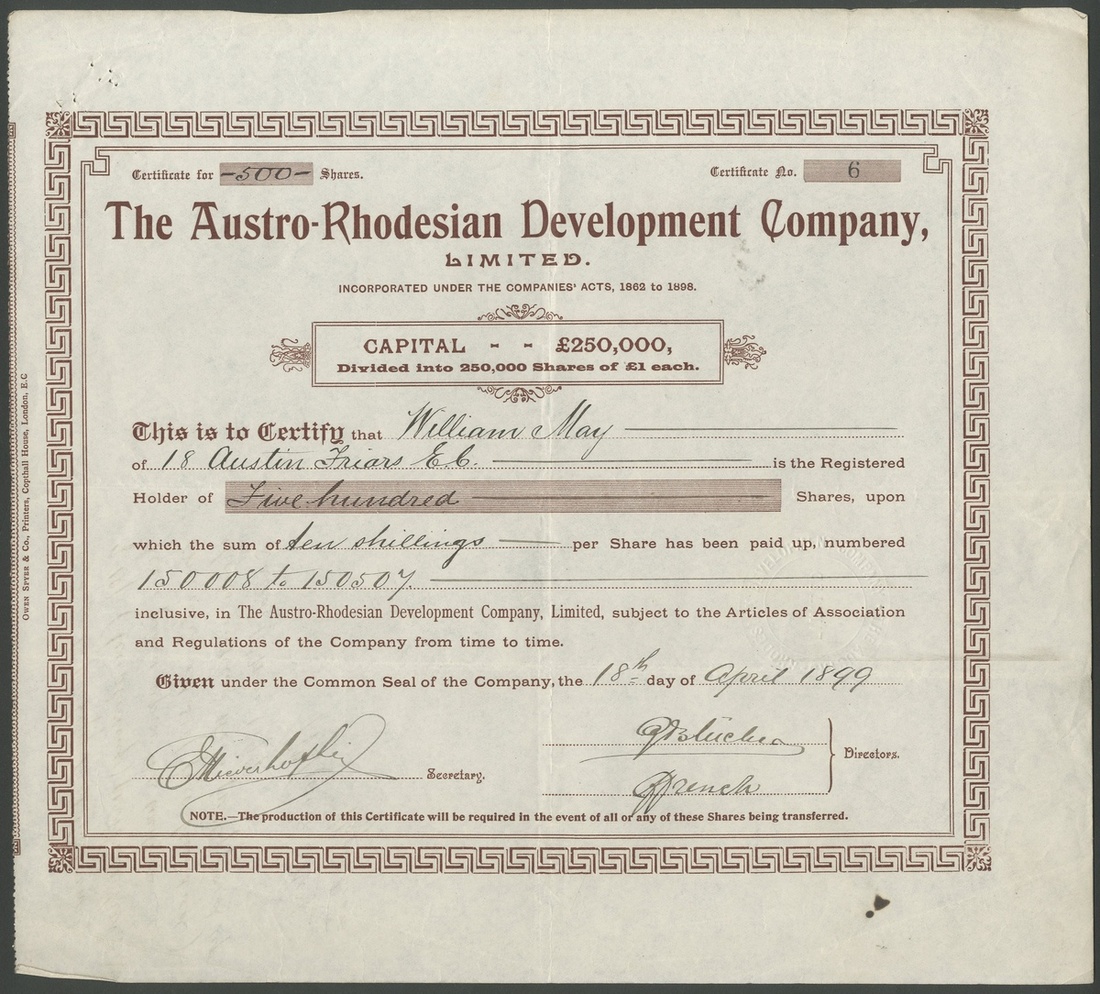 Certificate for -500- Shares.
Certificate No. 6
The Austro-Rhodesian Development Company,
LIMITED.
INCORPORATED UNDER THE COMPANIES' ACTS, 1862 to 1898.
CAPITAL - - £250,000,
Divided into 250,000 Shares of £1 each.
This is to Certify that William May
of 18 Austin Friars E.C. is the Registered
Holder of Five hundred Shares, upon
which the sum of ten shillings per Share has been paid up, numbered
150008 to 150507.
inclusive, in The Austro-Rhodesian Development Company, Limited, subject to the Articles of Association
and Regulations of the Company from time to time.
Given under the Common Seal of the Company, the 18th day of April 1899
Secretary.
Directors.
NOTE.—The production of this Certificate will be required in the event of all or any of these Shares being transferred.
OWEN SPYER & CO., Printers, Copthall House, London, E.C